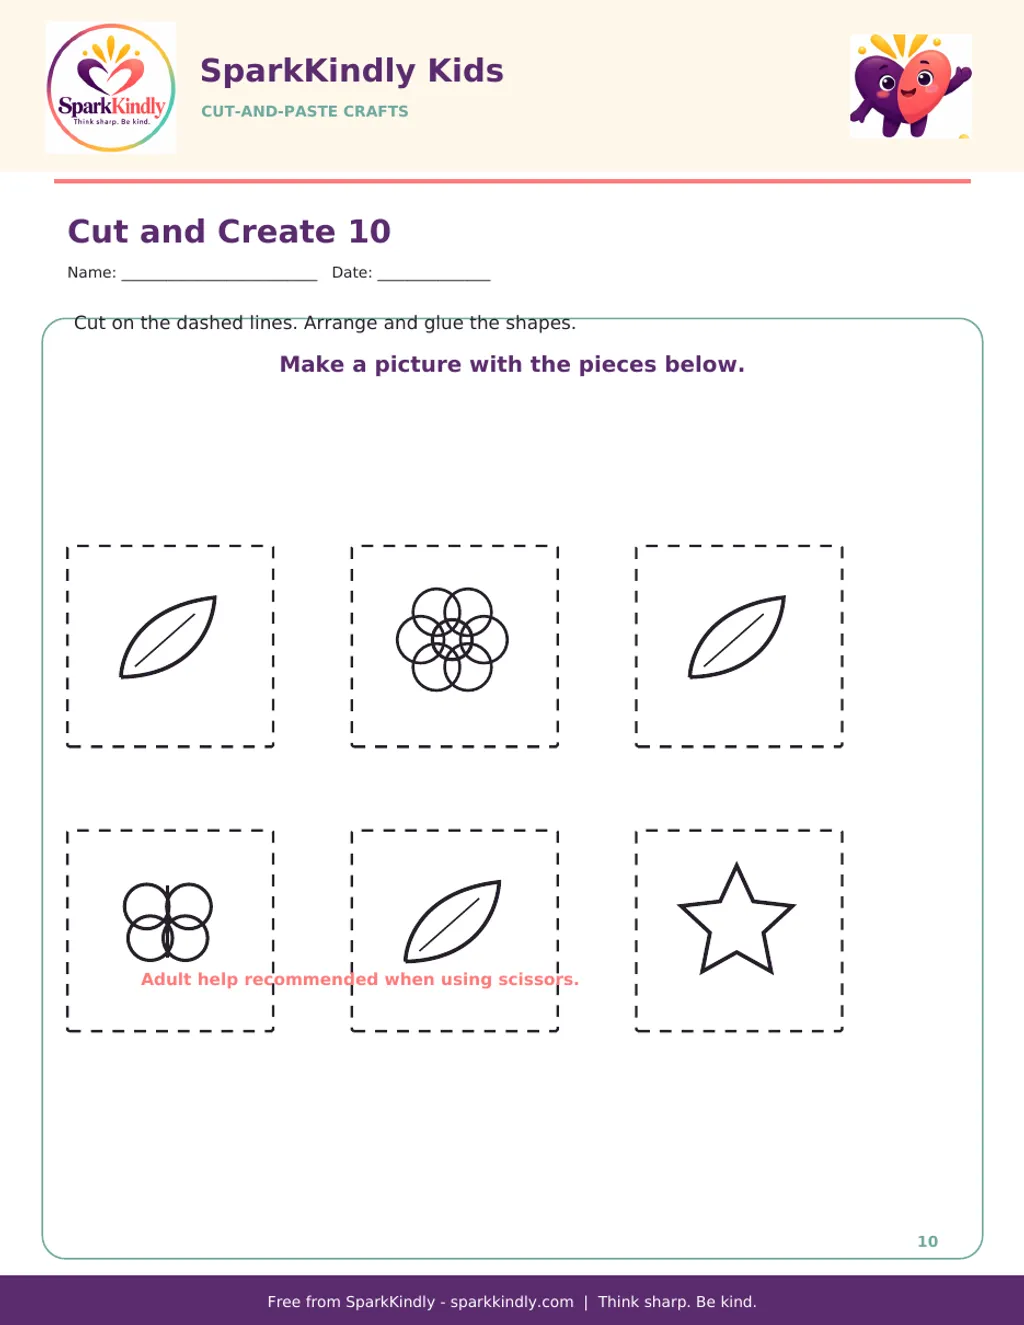 SparkKindly
Think sharp. Be kind.
SparkKindly Kids
CUT-AND-PASTE CRAFTS
Cut and Create 10
Name: __________________________ Date: _______________
Cut on the dashed lines. Arrange and glue the shapes.
Make a picture with the pieces below.
Adult help recommended when using scissors.
10
Free from SparkKindly - sparkkindly.com | Think sharp. Be kind.